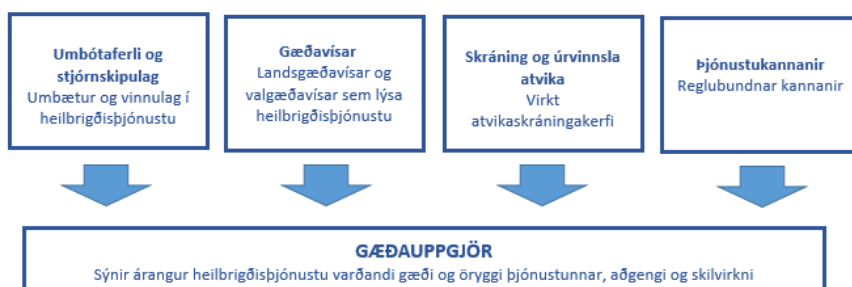 Umbótaferli og
stjórnskipulag
Umbætur og vinnulag í
heilbrigðisþjónustu
Gæðavísar
Landsgæðavísar og
valgæðavísar sem lýsa
heilbrigðisþjónustu
Skráning og úrvinnsla
atvika
Virkt
atvikaskráningakerfi
Þjónustukannanir
Reglubundnar kannanir
GÆÐAUPPGJÖR
Sýnir árangur heilbrigðisþjónustu varðandi gæði og öryggi þjónustunnar, aðgengi og skilvirkni